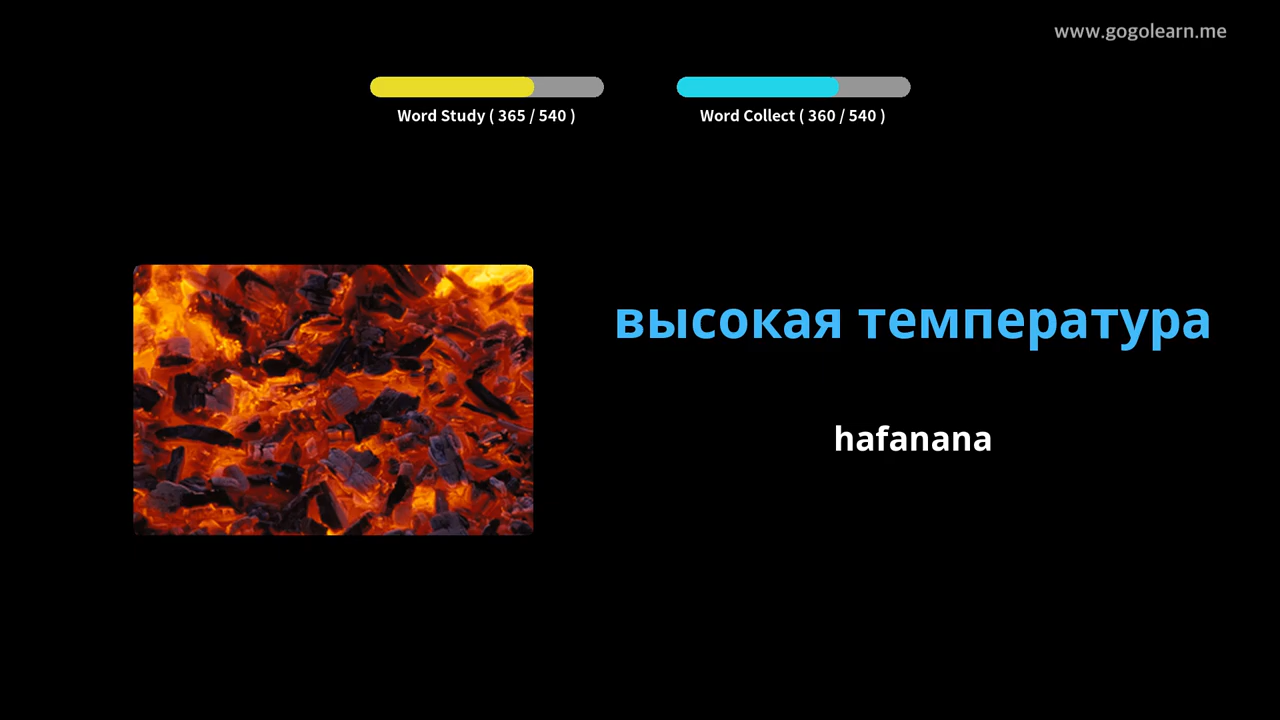 www.gogolearn.me
Word Study ( 365 / 540 )
Word Collect ( 360 / 540 )
высокая температура
hafanana